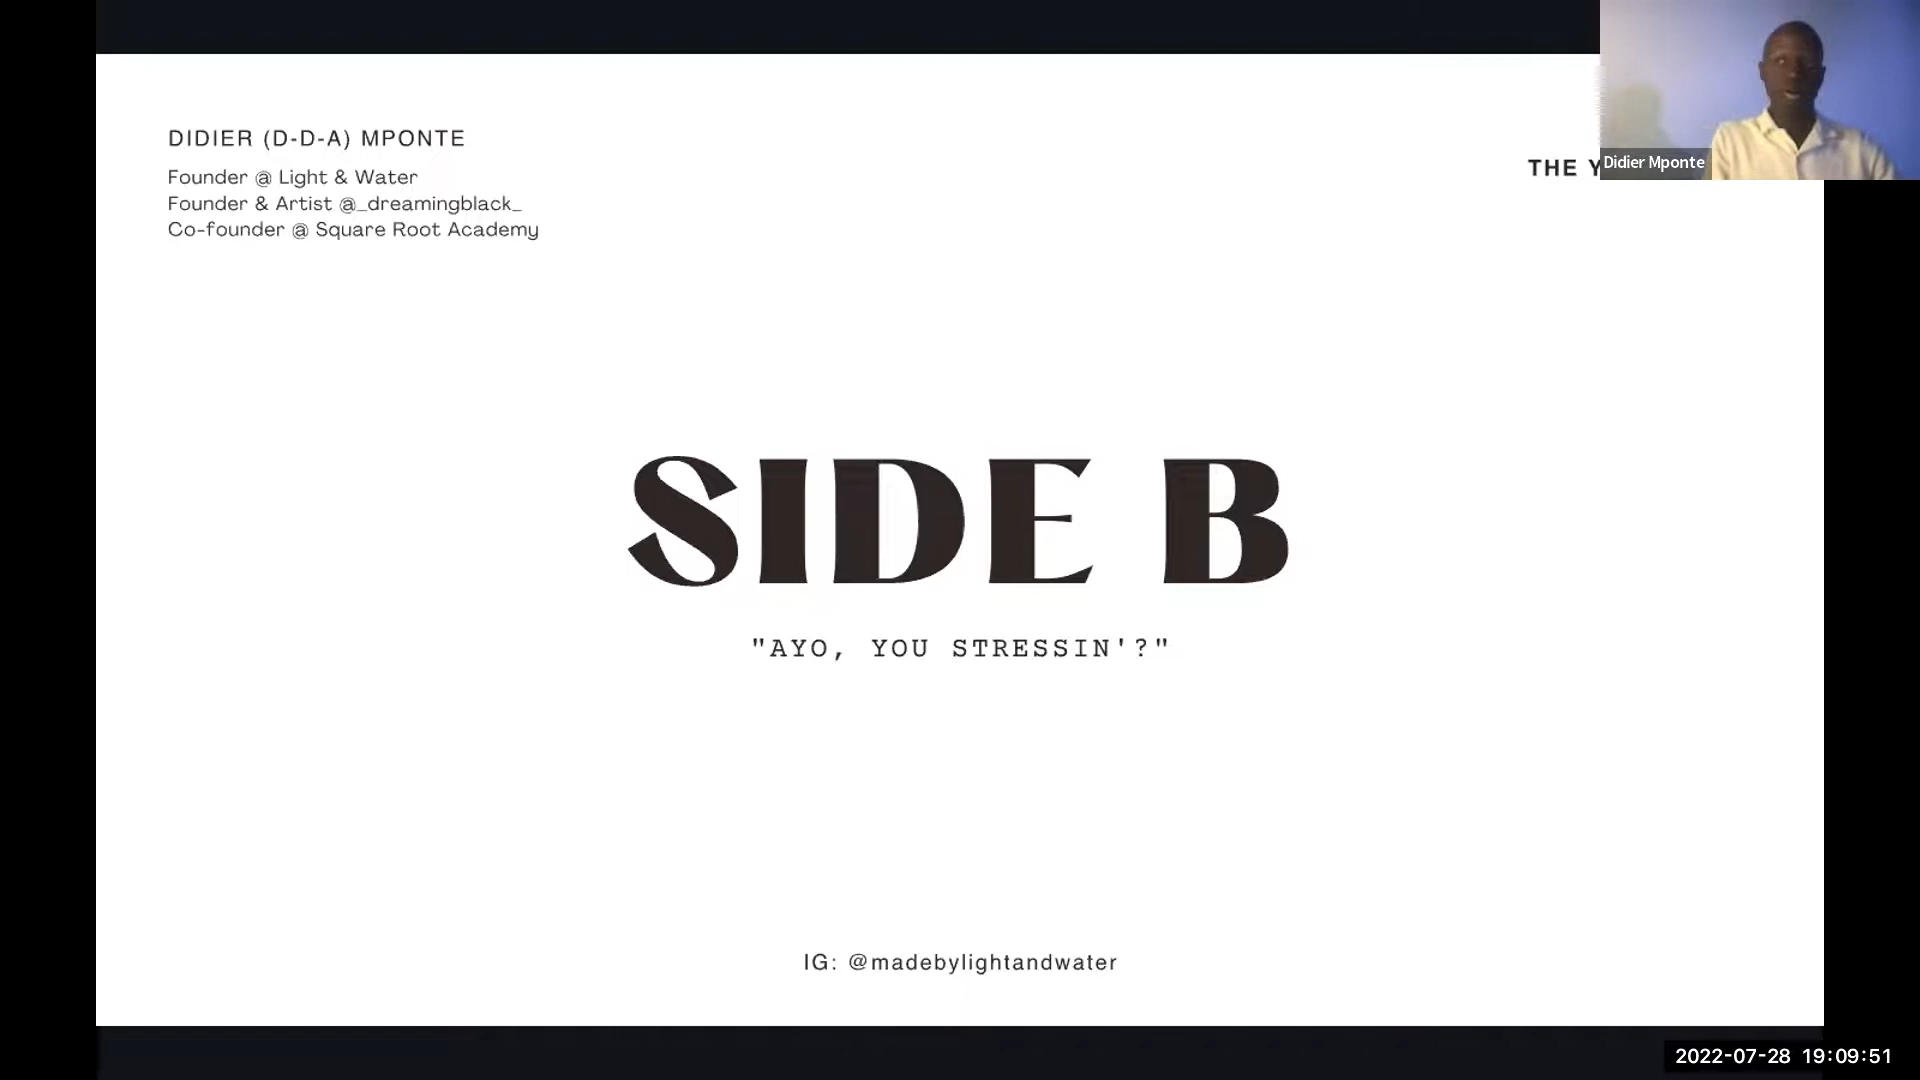 DIDIER (D-D-A) MPONTE
Founder @ Light & Water
Founder & Artist @_dreamingblack_
Co-founder @ Square Root Academy
THE
Didier Mponte
SIDE B
"AYO, YOU STRESSIN'?"
IG: @madebylightandwater
2022-07-28 19:09:51